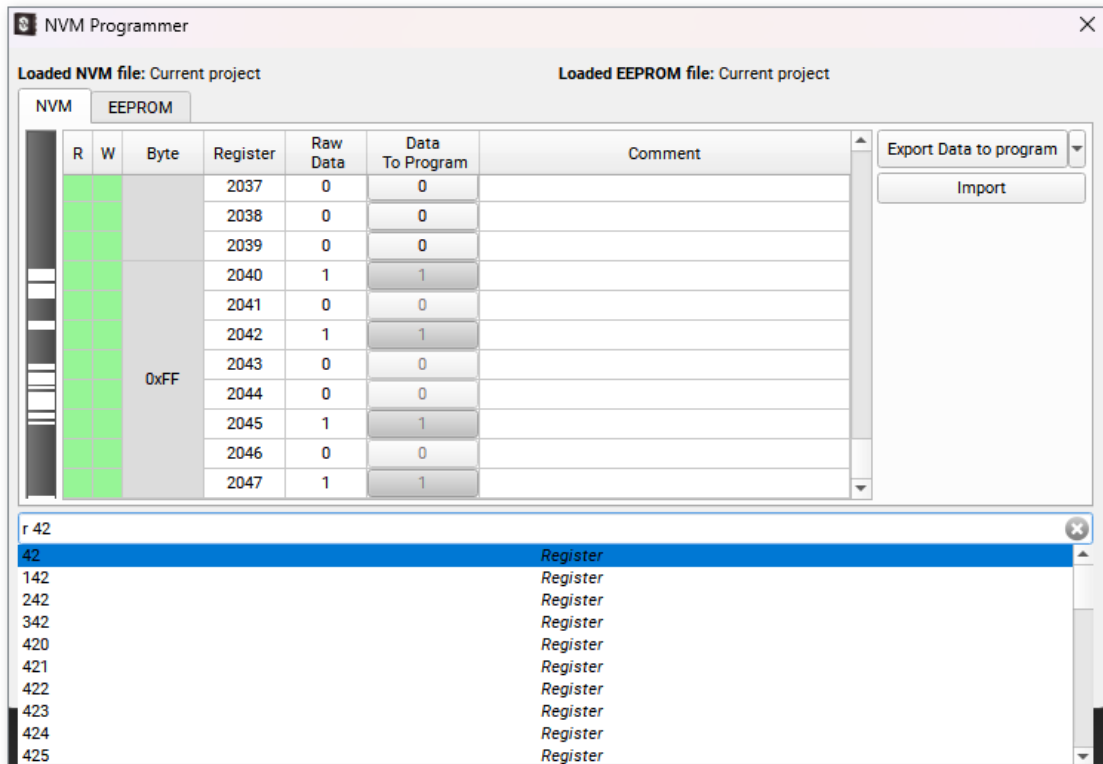 NVM Programmer
Loaded NVM file: Current project Loaded EEPROM file: Current project
NVM EEPROM
R W Byte Register Raw Data Data To Program Comment
Export Data to program
Import
2037 0 0
2038 0 0
2039 0 0
2040 1 1
2041 0 0
2042 1 1
2043 0 0
0xFF
2044 0 0
2045 1 1
2046 0 0
2047 1 1
r 42
42 Register
142 Register
242 Register
342 Register
420 Register
421 Register
422 Register
423 Register
424 Register
425 Register